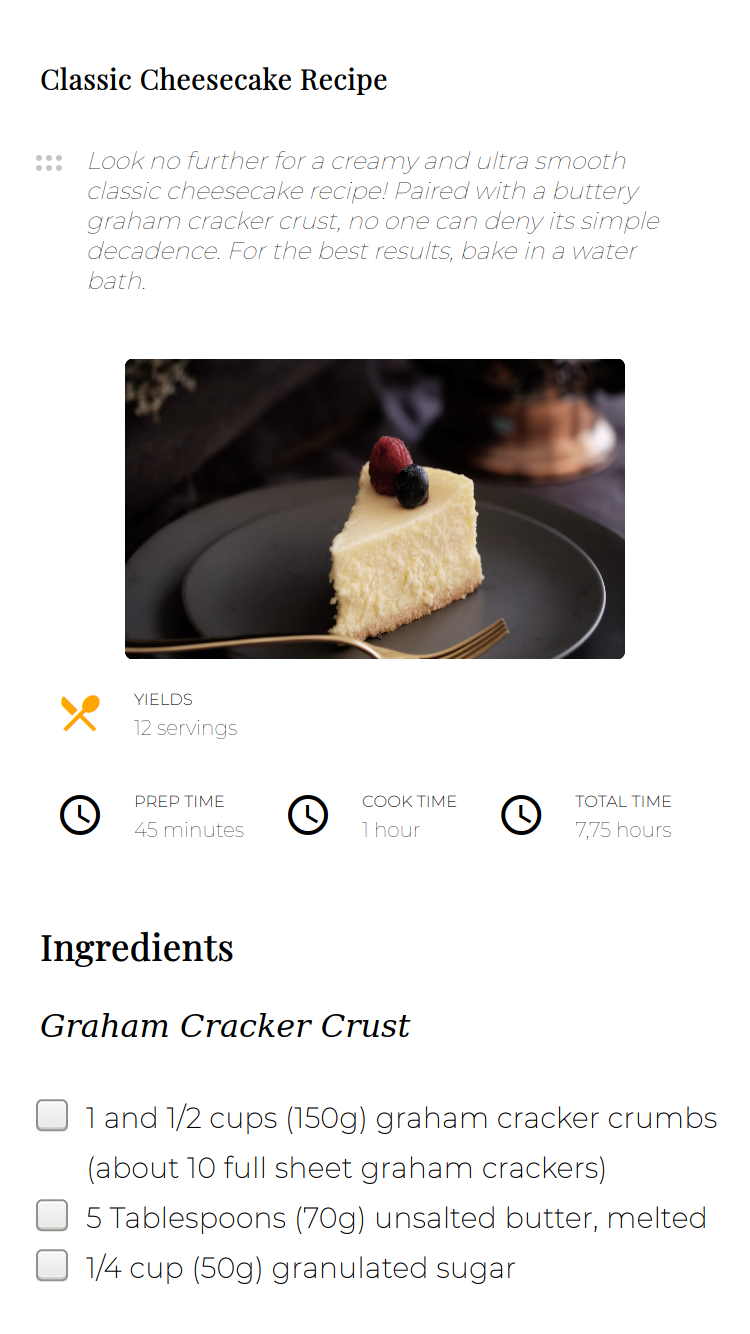 Classic Cheesecake Recipe
Look no further for a creamy and ultra smooth
classic cheesecake recipe! Paired with a buttery
graham cracker crust, no one can deny its simple
decadence. For the best results, bake in a water
bath.
YIELDS
12 servings
PREP TIME
45 minutes
COOK TIME
1 hour
TOTAL TIME
7,75 hours
Ingredients
Graham Cracker Crust
1 and 1/2 cups (150g) graham cracker crumbs
(about 10 full sheet graham crackers)
5 Tablespoons (70g) unsalted butter, melted
1/4 cup (50g) granulated sugar